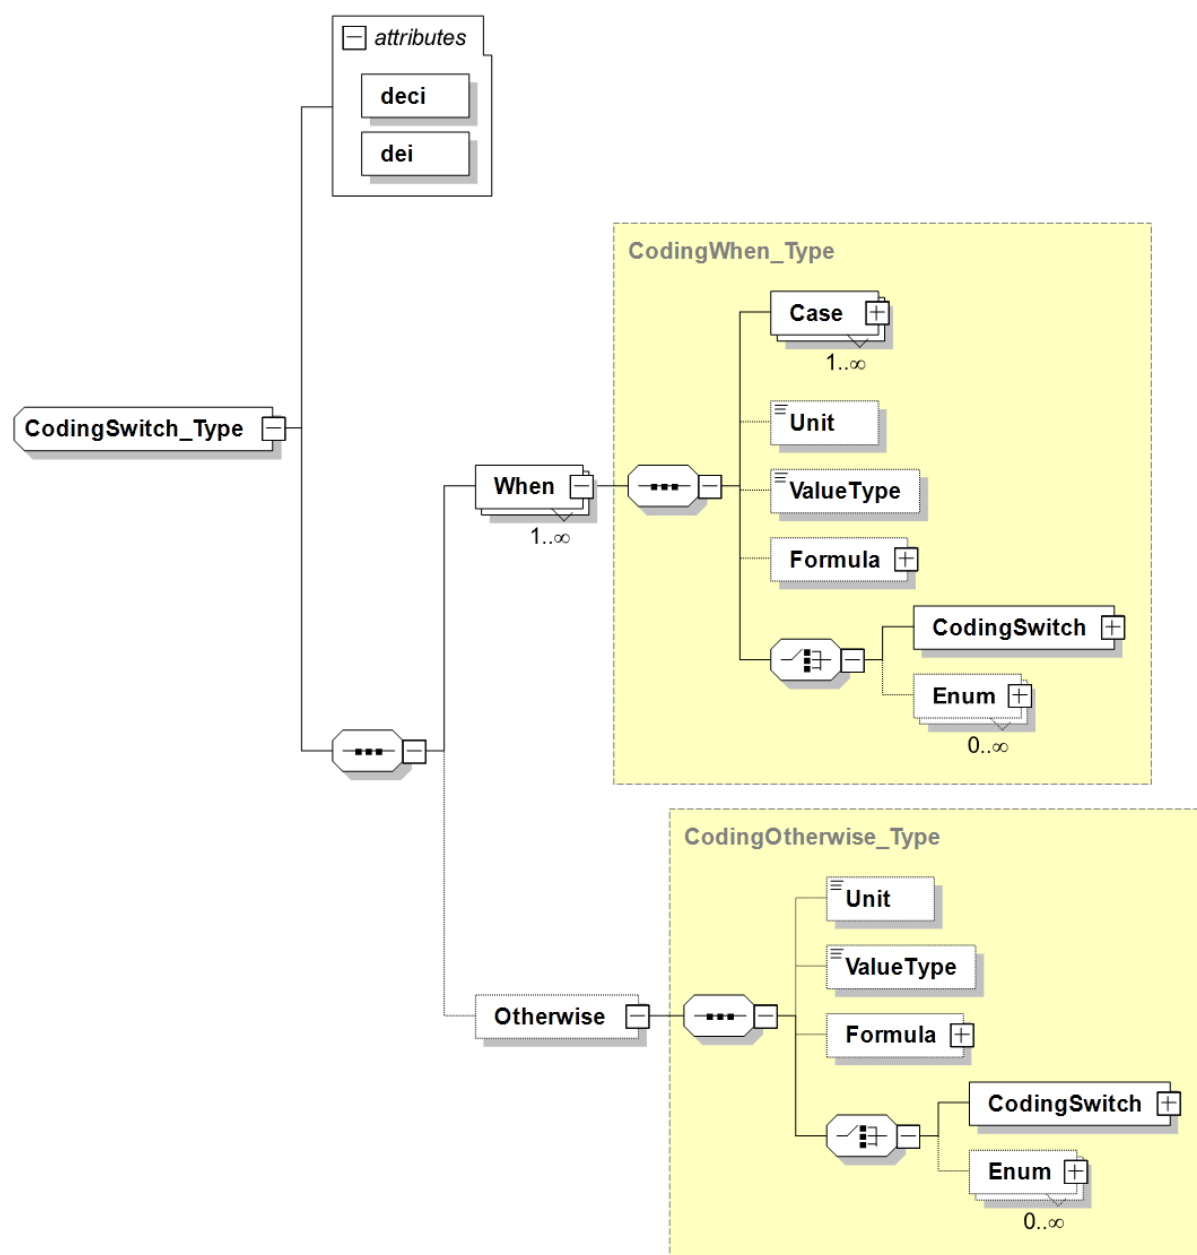 attributes
deci
dei
CodingSwitch_Type
When
1..∞
CodingWhen_Type
Case
1..∞
Unit
ValueType
Formula
CodingSwitch
Enum
0..∞
Otherwise
CodingOtherwise_Type
Unit
ValueType
Formula
CodingSwitch
Enum
0..∞